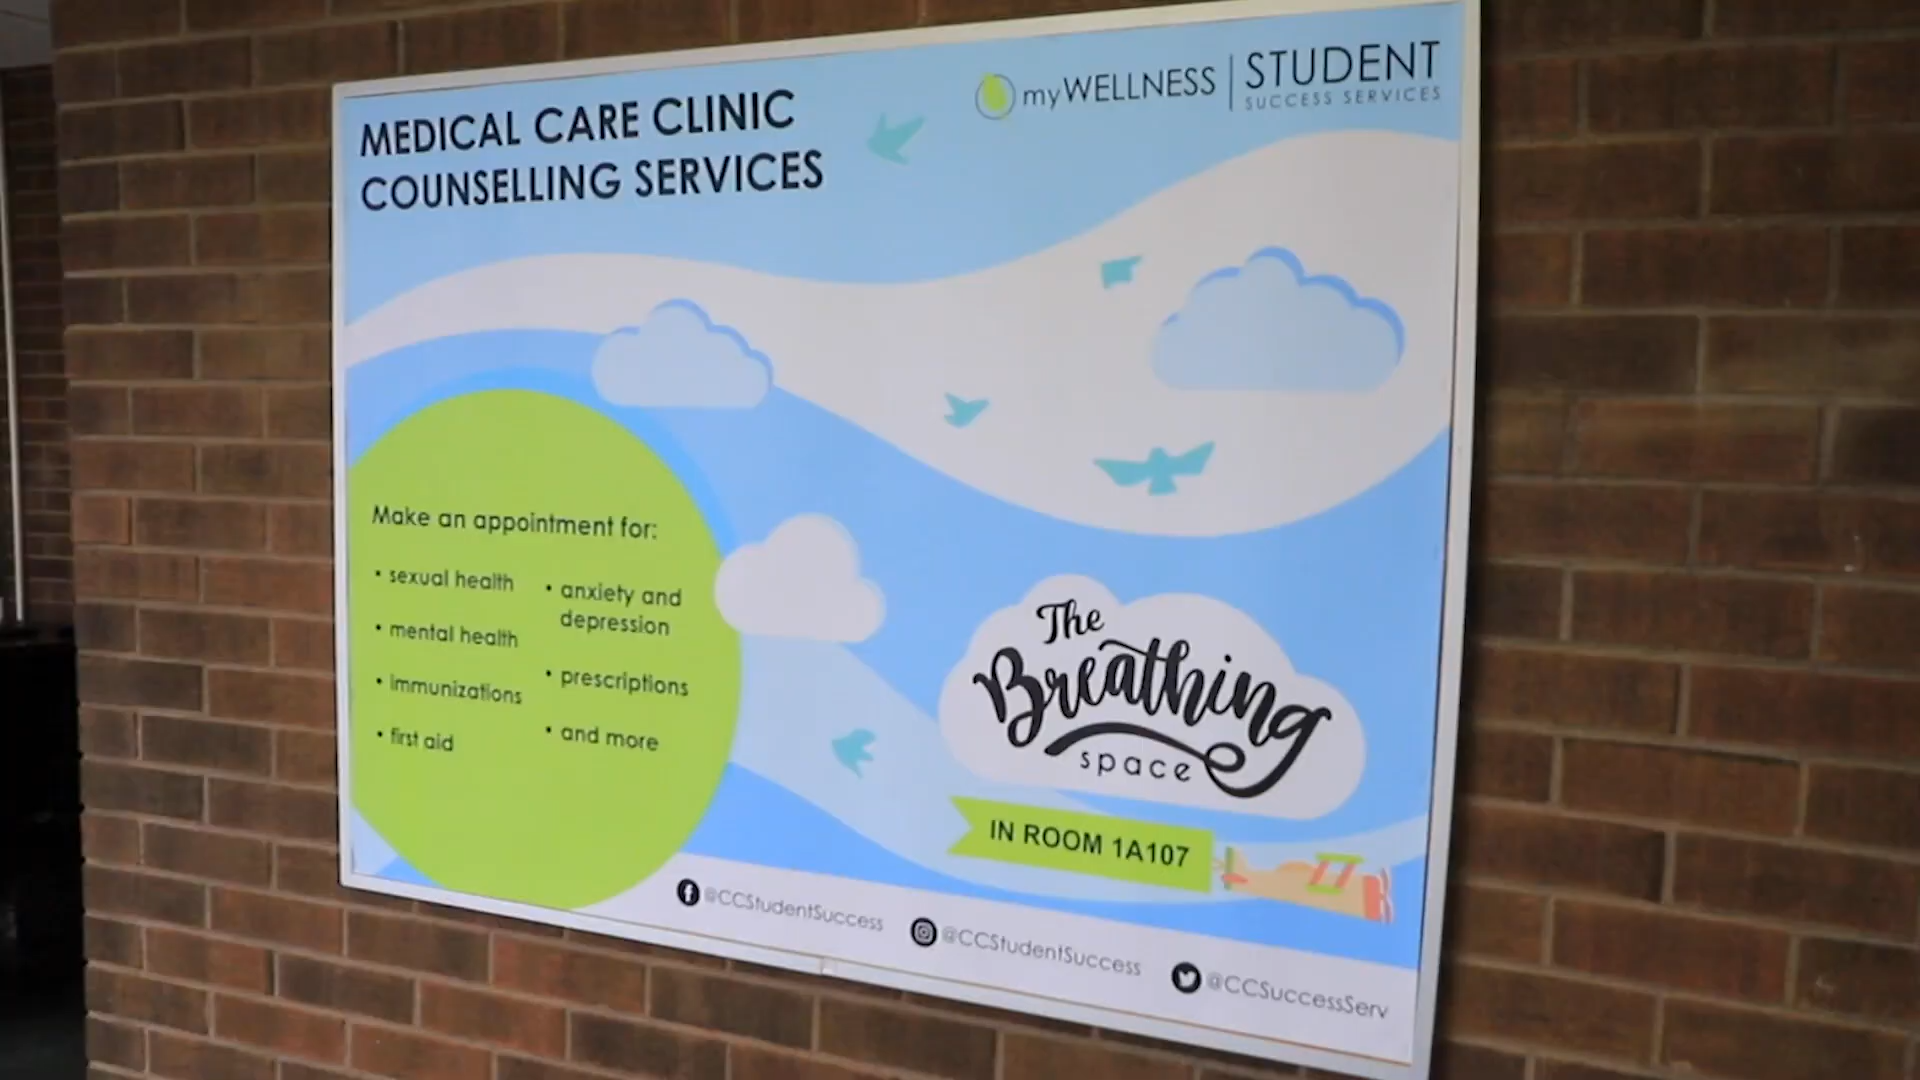 MEDICAL CARE CLINIC
COUNSELLING SERVICES
myWELLNESS | STUDENT
SUCCESS SERVICES
Make an appointment for:
• sexual health
• mental health
• immunizations
• first aid
• anxiety and
depression
• prescriptions
• and more
The
Breathing
space
IN ROOM 1A107
@CCStudentSuccess
@CCStudentSuccess
@CCSuccessServ